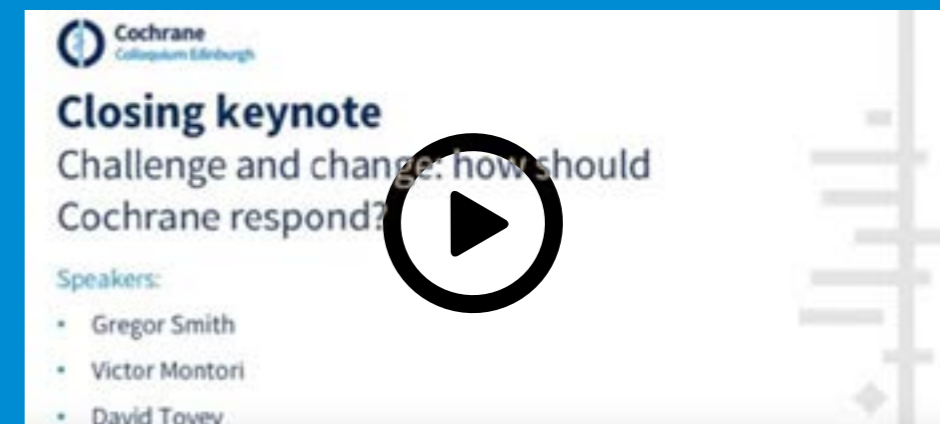 Cochrane
Colloquium Edinburgh
Closing keynote
Challenge and change: how should
Cochrane respond?
Speakers:
• Gregor Smith
• Victor Montori
• David Tovey